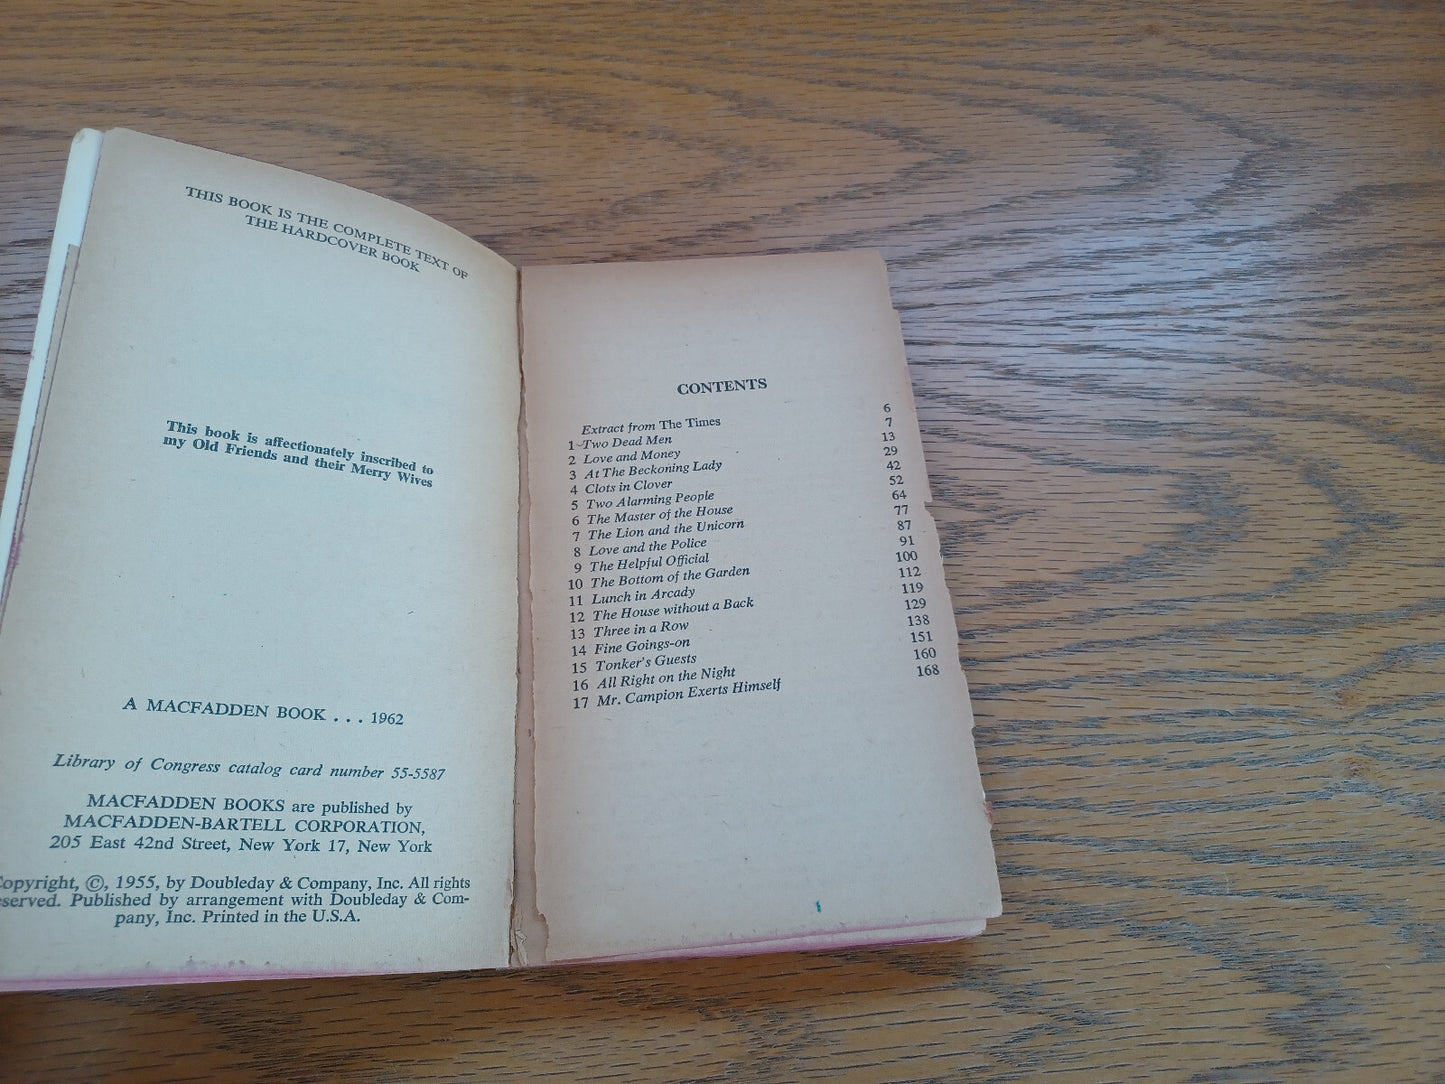 THIS BOOK IS THE COMPLETE TEXT OF
THE HARDCOVER BOOK
This book is affectionately inscribed to
my Old Friends and their Merry Wives
A MACFADDEN BOOK . . . 1962
Library of Congress catalog card number 55-5587
MACFADDEN BOOKS are published by
MACFADDEN-BARTELL CORPORATION,
205 East 42nd Street, New York 17, New York
opyright, ©, 1955, by Doubleday & Company, Inc. All rights
eserved. Published by arrangement with Doubleday & Com-
pany, Inc. Printed in the U.S.A.
CONTENTS
Extract from The Times 6
1 Two Dead Men 7
2 Love and Money 13
3 At The Beckoning Lady 29
4 Clots in Clover 42
5 Two Alarming People 52
6 The Master of the House 64
7 The Lion and the Unicorn 77
8 Love and the Police 87
9 The Helpful Official 91
10 The Bottom of the Garden 100
11 Lunch in Arcady 112
12 The House without a Back 119
13 Three in a Row 129
14 Fine Goings-on 138
15 Tonker's Guests 151
16 All Right on the Night 160
17 Mr. Campion Exerts Himself 168